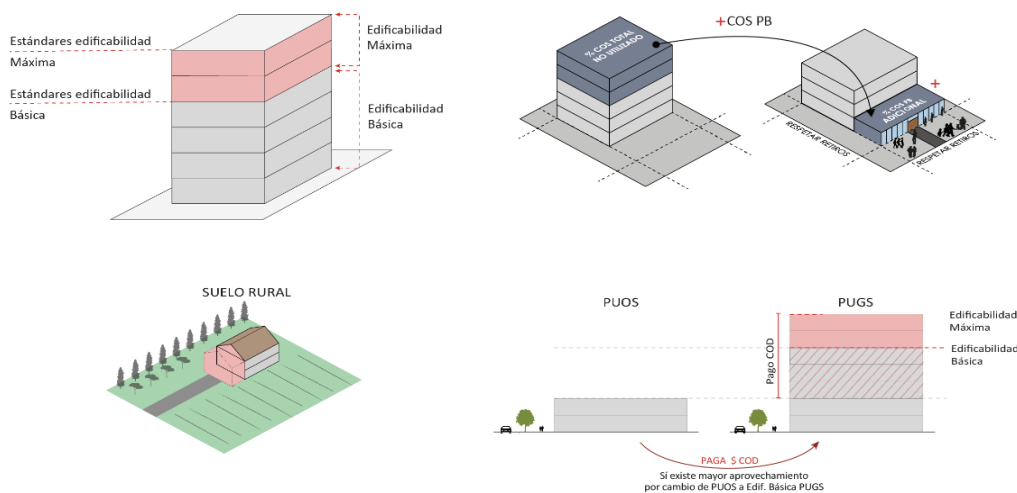 Estándares edificabilidad
Máxima
Estándares edificabilidad
Básica
Edificabilidad
Máxima
Edificabilidad
Básica
+COS PB
% COS TOTAL
NO UTILIZADO
+
% COS PB
ADICIONAL
RESPETAR RETIROS
RESPETAR RETIROS
SUELO RURAL
PUOS
PUGS
Edificabilidad
Máxima
Edificabilidad
Básica
Pago COD
PAGA $ COD
Sí existe mayor aprovechamiento
por cambio de PUOS a Edif. Básica PUGS